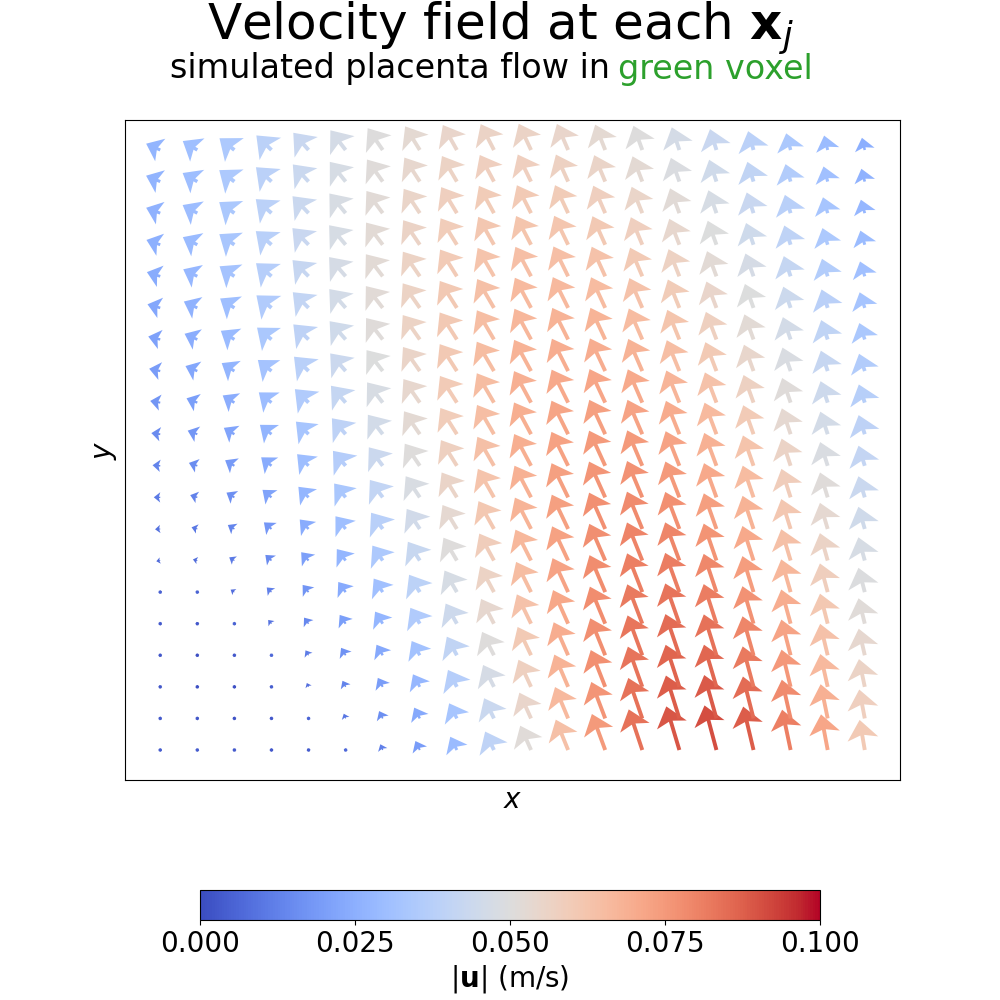 Velocity field at each 𝐱ⱼ
simulated placenta flow in green voxel
y
x
0.000 0.025 0.050 0.075 0.100
|𝐮| (m/s)